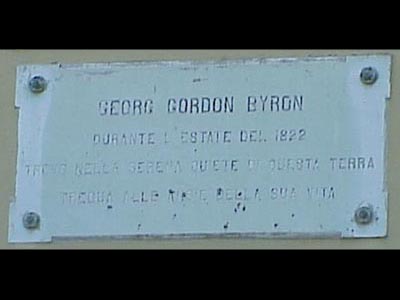 GEORG GORDON BYRON
DURANTE L'ESTATE DEL 1822
TROVO NELLA SERENA QUIETE DI QUESTA TERRA
TREGUA ALLE DELLA SUA VITA